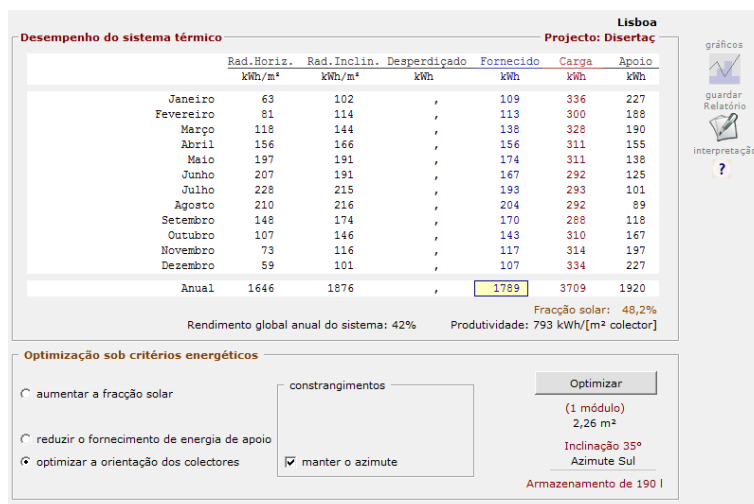 Lisboa
Desempenho do sistema térmico Projecto: Disertaç
Rad.Horiz. Rad.Inclin. Desperdiçado Fornecido Carga Apoio
kWh/m² kWh/m² kWh kWh kWh kWh
Janeiro 63 102 , 109 336 227
Fevereiro 81 114 , 113 300 188
Março 118 144 , 138 328 190
Abril 156 166 , 156 311 155
Maio 197 191 , 174 311 138
Junho 207 191 , 167 292 125
Julho 228 215 , 193 293 101
Agosto 210 216 , 204 292 89
Setembro 148 174 , 170 288 118
Outubro 107 146 , 143 310 167
Novembro 73 116 , 117 314 197
Dezembro 59 101 , 107 334 227
Anual 1646 1876 , 1789 3709 1920
Fracção solar: 48,2%
Rendimento global anual do sistema: 42% Produtividade: 793 kWh/[m² colector]
gráficos
guardar
Relatório
interpretação
?
Optimização sob critérios energéticos
aumentar a fracção solar
reduzir o fornecimento de energia de apoio
optimizar a orientação dos colectores
constrangimentos
manter o azimute
Optimizar
(1 módulo)
2,26 m²
Inclinação 35º
Azimute Sul
Armazenamento de 190 l